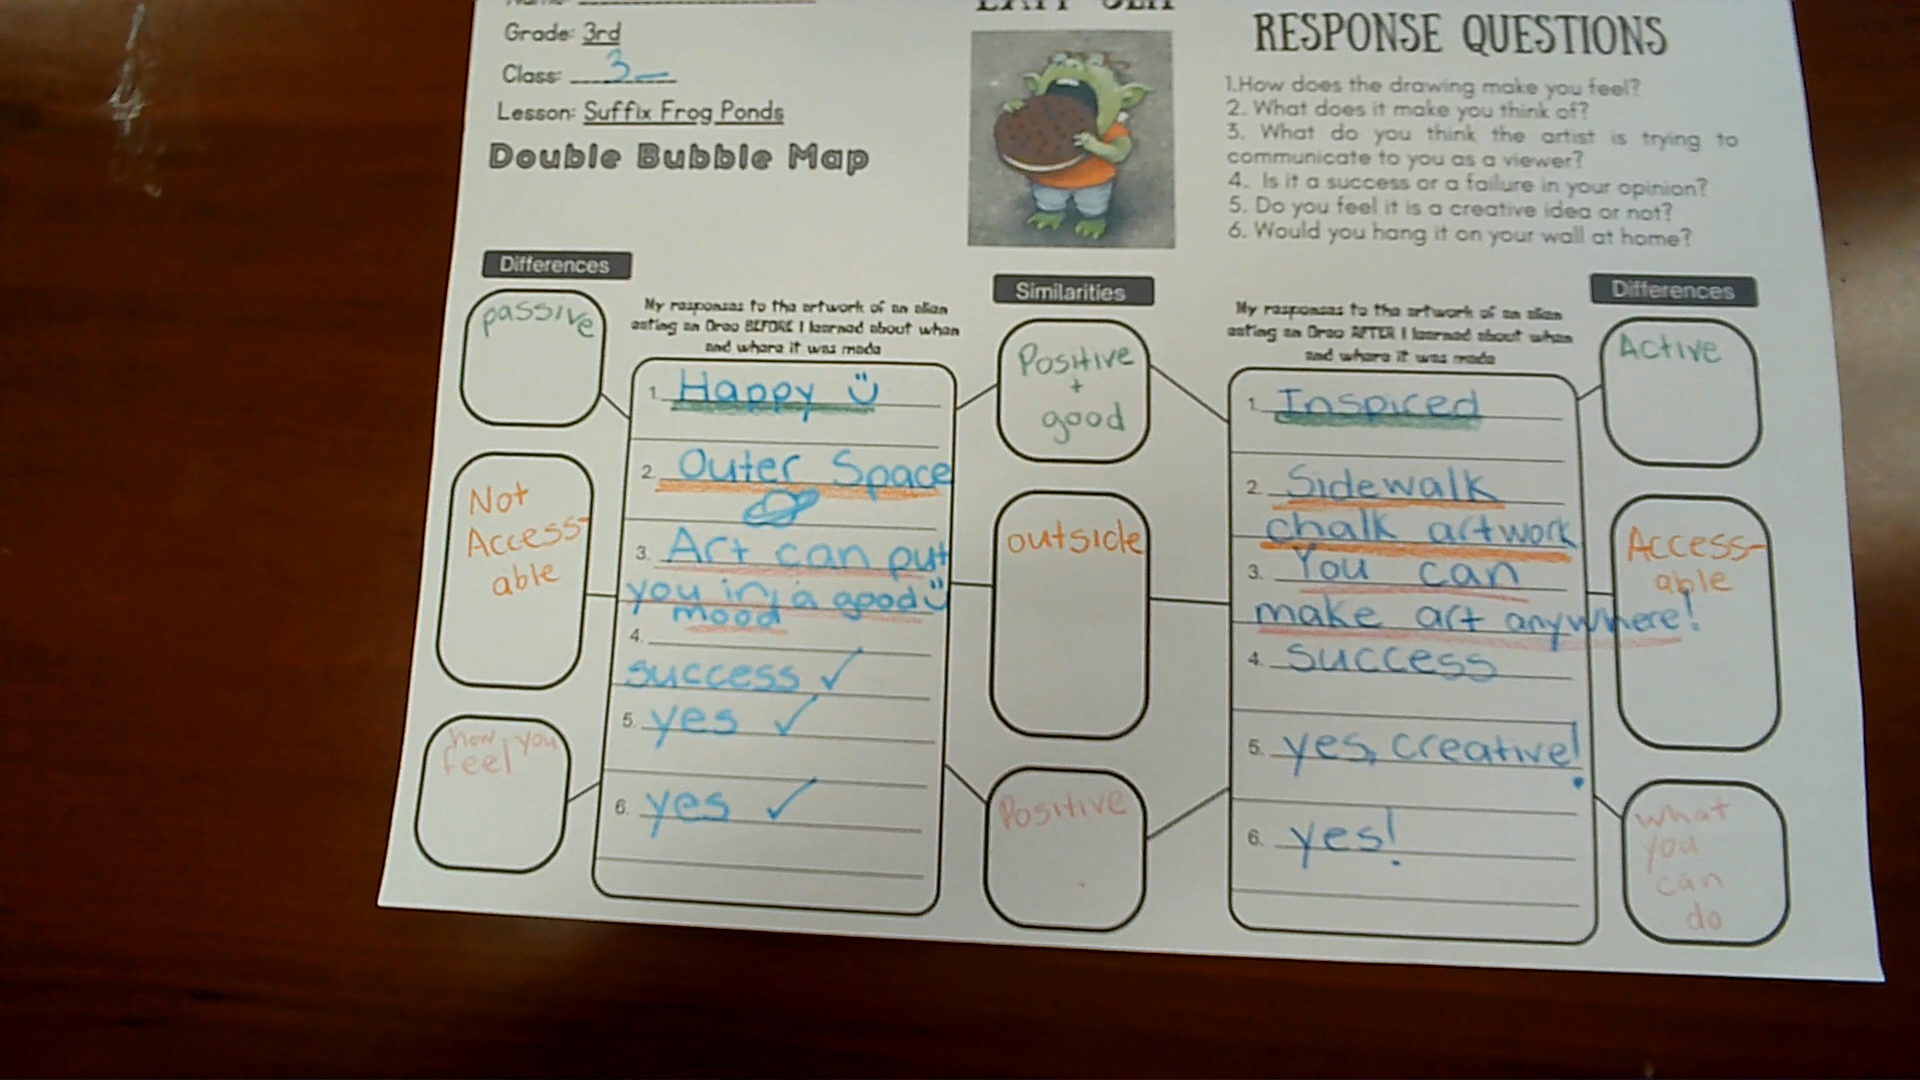 Grade: 3rd
Class: 3
Lesson: Suffix Frog Ponds
Double Bubble Map
EXIT SLIP
RESPONSE QUESTIONS
1.How does the drawing make you feel?
2. What does it make you think of?
3. What do you think the artist is trying to
communicate to you as a viewer?
4. Is it a success or a failure in your opinion?
5. Do you feel it is a creative idea or not?
6. Would you hang it on your wall at home?
Differences
passive
Not
Access-
able
how you
feel
My responses to the artwork of an alien
eating an Oreo BEFORE I learned about when
and where it was made
1. Happy
2. Outer Space
3. Art can put
you in a good
mood
4.
success ✓
5. yes ✓
6. yes ✓
Similarities
Positive
+
good
outside
Positive
My responses to the artwork of an alien
eating an Oreo AFTER I learned about when
and where it was made
1. Inspired
2. Sidewalk
chalk artwork
3. You can
make art anywhere!
4. success
5. yes, creative!
6. yes!
Differences
Active
Access-
able
what
you
can
do